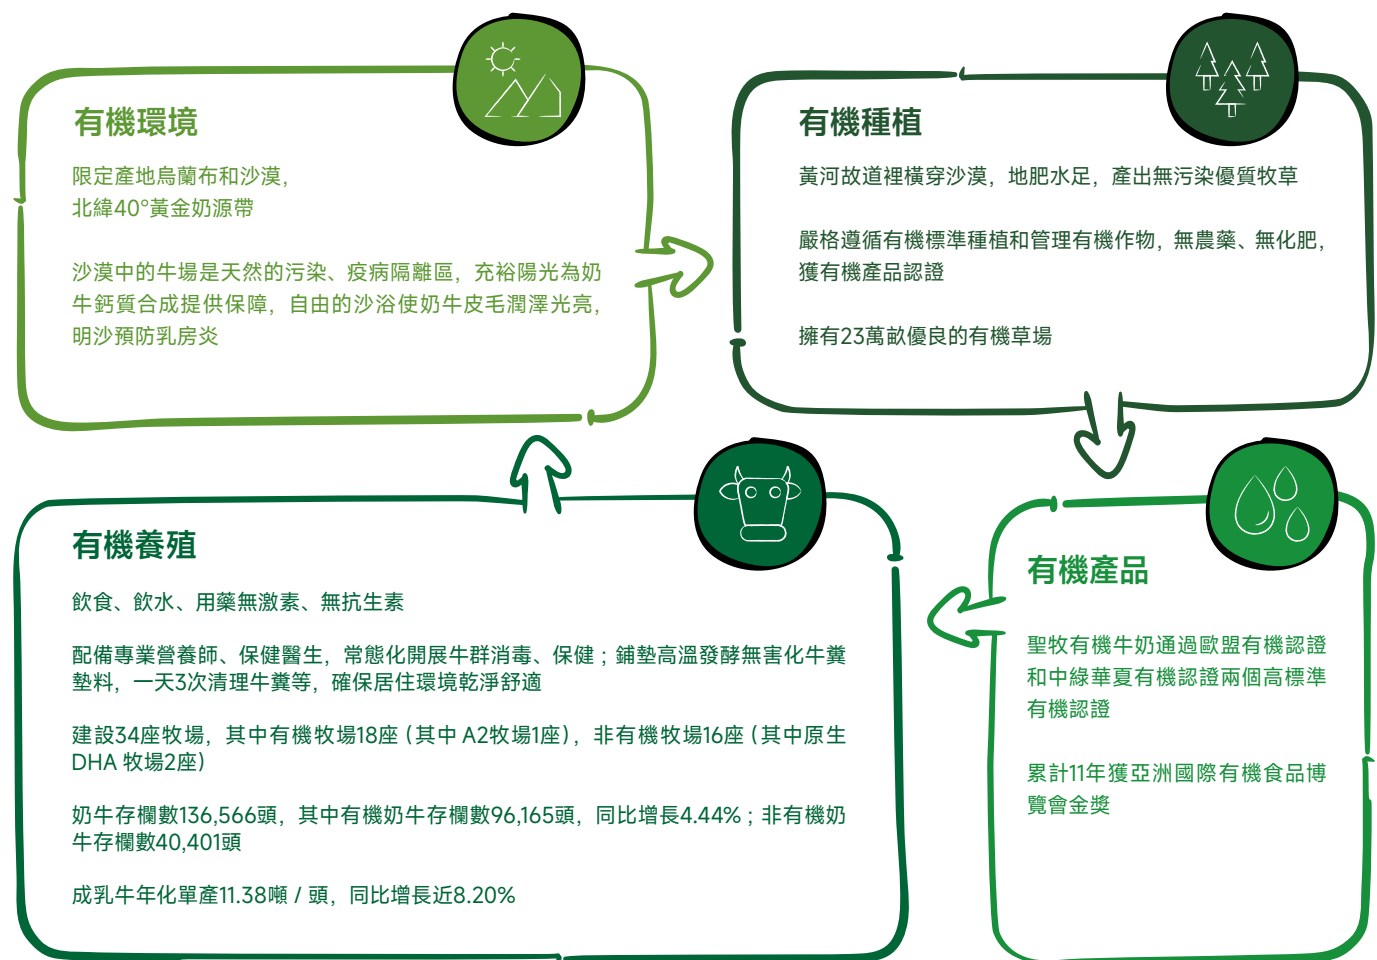 有機環境
限定產地烏蘭布和沙漠，
北緯40°黃金奶源帶
沙漠中的牛場是天然的污染、疫病隔離區，充裕陽光為奶
牛鈣質合成提供保障，自由的沙浴使奶牛皮毛潤澤光亮，
明沙預防乳房炎
有機種植
黃河故道裡橫穿沙漠，地肥水足，產出無污染優質牧草
嚴格遵循有機標準種植和管理有機作物，無農藥、無化肥，
獲有機產品認證
擁有23萬畝優良的有機草場
有機養殖
飲食、飲水、用藥無激素、無抗生素
配備專業營養師、保健醫生，常態化開展牛群消毒、保健；鋪墊高溫發酵無害化牛糞
墊料，一天3次清理牛糞等，確保居住環境乾淨舒適
建設34座牧場，其中有機牧場18座（其中 A2牧場1座），非有機牧場16座（其中原生
DHA 牧場2座）
奶牛存欄數136,566頭，其中有機奶牛存欄數96,165頭，同比增長4.44%；非有機奶
牛存欄數40,401頭
成乳牛年化單產11.38噸 / 頭，同比增長近8.20%
有機產品
聖牧有機牛奶通過歐盟有機認證
和中綠華夏有機認證兩個高標準
有機認證
累計11年獲亞洲國際有機食品博
覽會金獎